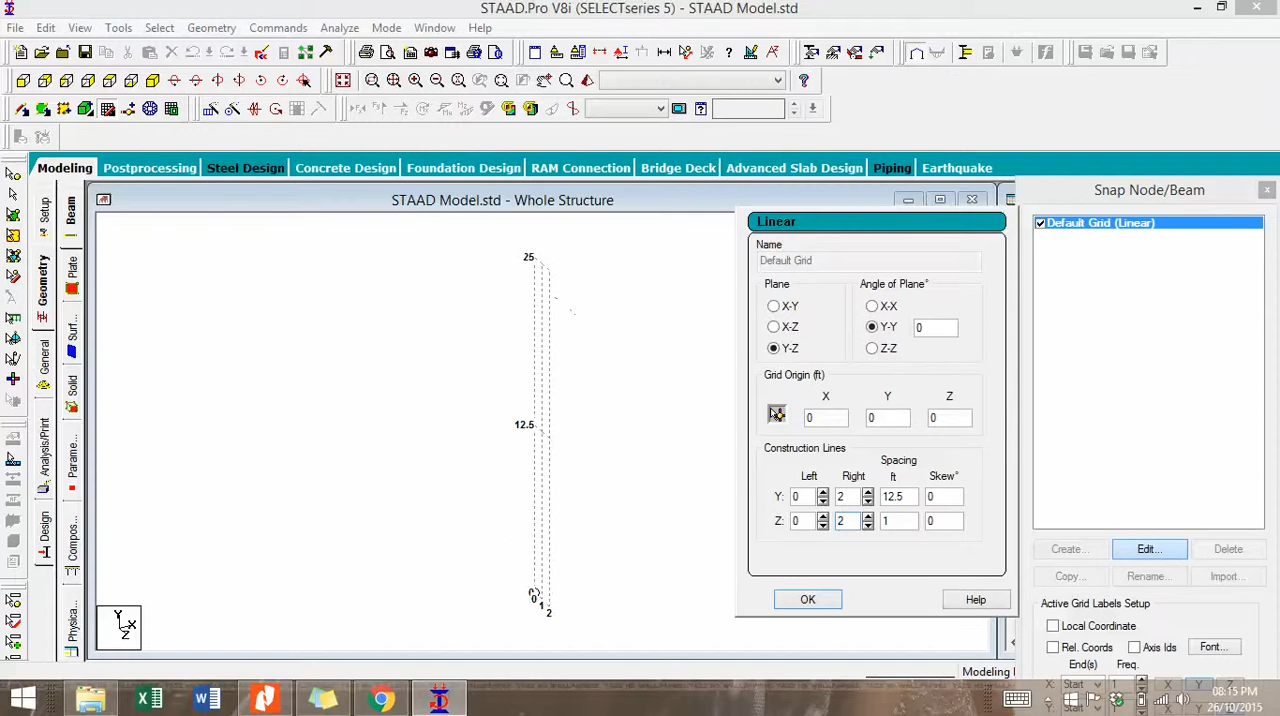 STAAD.Pro V8i (SELECTseries 5) - STAAD Model.std
File Edit View Tools Select Geometry Commands Analyze Mode Window Help
Modeling Postprocessing Steel Design Concrete Design Foundation Design RAM Connection Bridge Deck Advanced Slab Design Piping Earthquake
STAAD Model.std - Whole Structure
Snap Node/Beam
Setup
Geometry
General
Analysis/Print
Design
Beam
Plate
Surf...
Solid
Parame...
Compos...
Physica...
25
12.5
0
0
1
2
Y
X
Z
Linear
Name
Default Grid
Plane
Angle of Plane°
X-Y
X-X
X-Z
Y-Y
0
Y-Z
Z-Z
Grid Origin (ft)
X Y Z
0 0 0
Construction Lines
Spacing
Left Right ft Skew°
Y: 0 2 12.5 0
Z: 0 2 1 0
OK Help
Default Grid (Linear)
Create... Edit... Delete
Copy... Rename... Import...
Active Grid Labels Setup
Local Coordinate
Rel. Coords Axis Ids Font...
End(s) Freq.
X: Start 1 X Y Z
Y: Start 1
Modeling
08:15 PM
26/10/2015